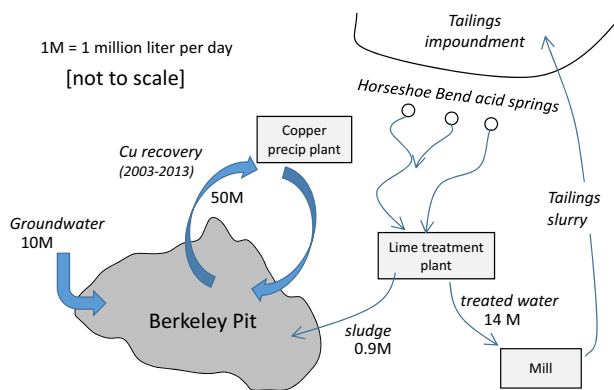 1M = 1 million liter per day
[not to scale]
Tailings
impoundment
Horseshoe Bend acid springs
Copper
precip plant
Cu recovery
(2003-2013)
50M
Groundwater
10M
Tailings
slurry
Lime treatment
plant
Berkeley Pit
treated water
14 M
sludge
0.9M
Mill